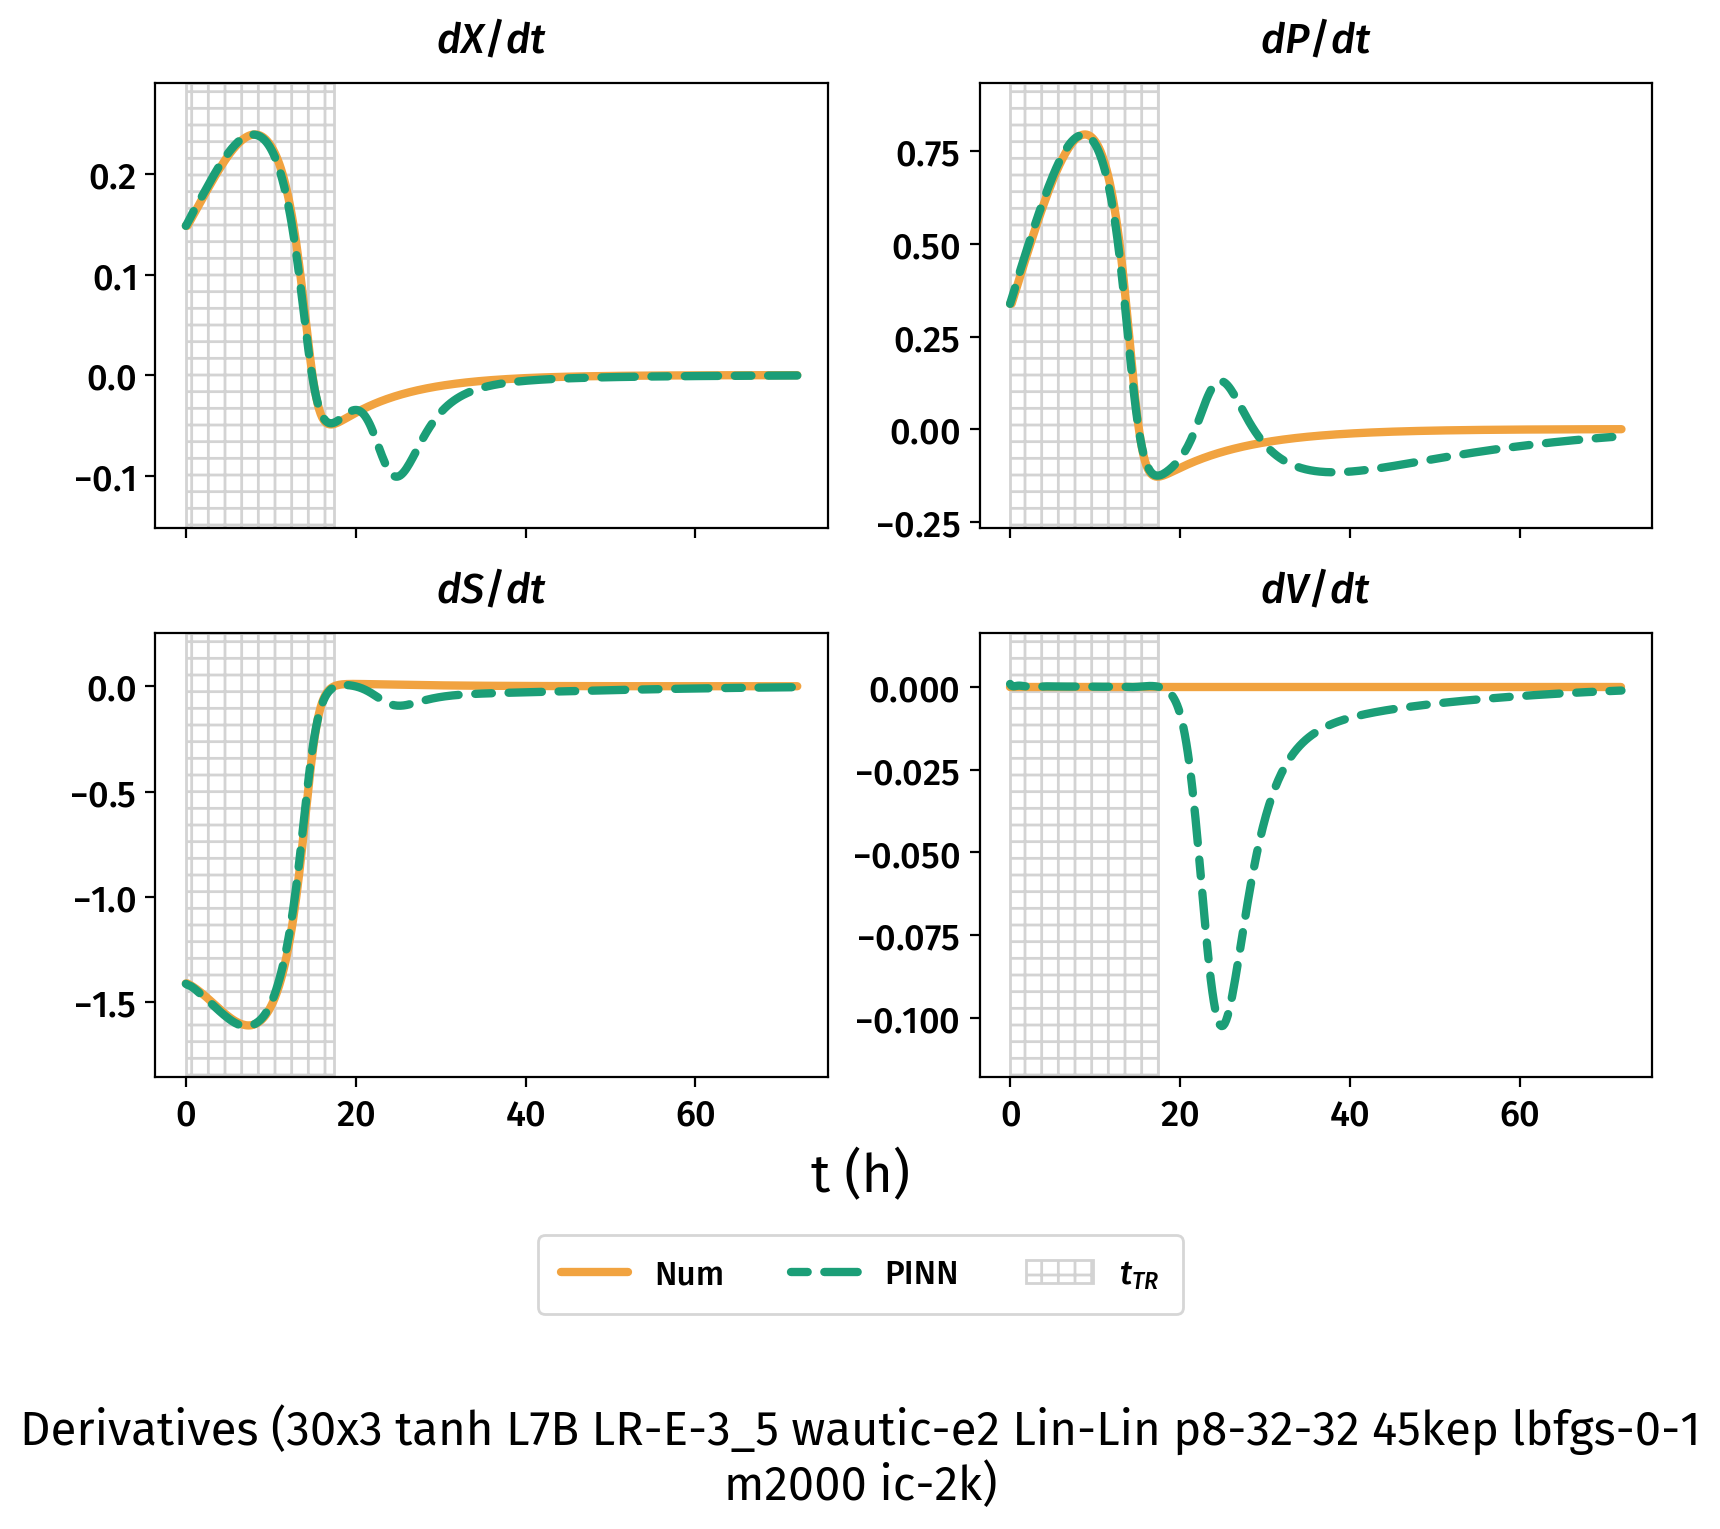 dX/dt
dP/dt
0.2
0.1
0.0
−0.1
0.75
0.50
0.25
0.00
−0.25
dS/dt
dV/dt
0.0
−0.5
−1.0
−1.5
0.000
−0.025
−0.050
−0.075
−0.100
0 20 40 60
0 20 40 60
t (h)
Num PINN tTR
Derivatives (30x3 tanh L7B LR-E-3_5 wautic-e2 Lin-Lin p8-32-32 45kep lbfgs-0-1
m2000 ic-2k)